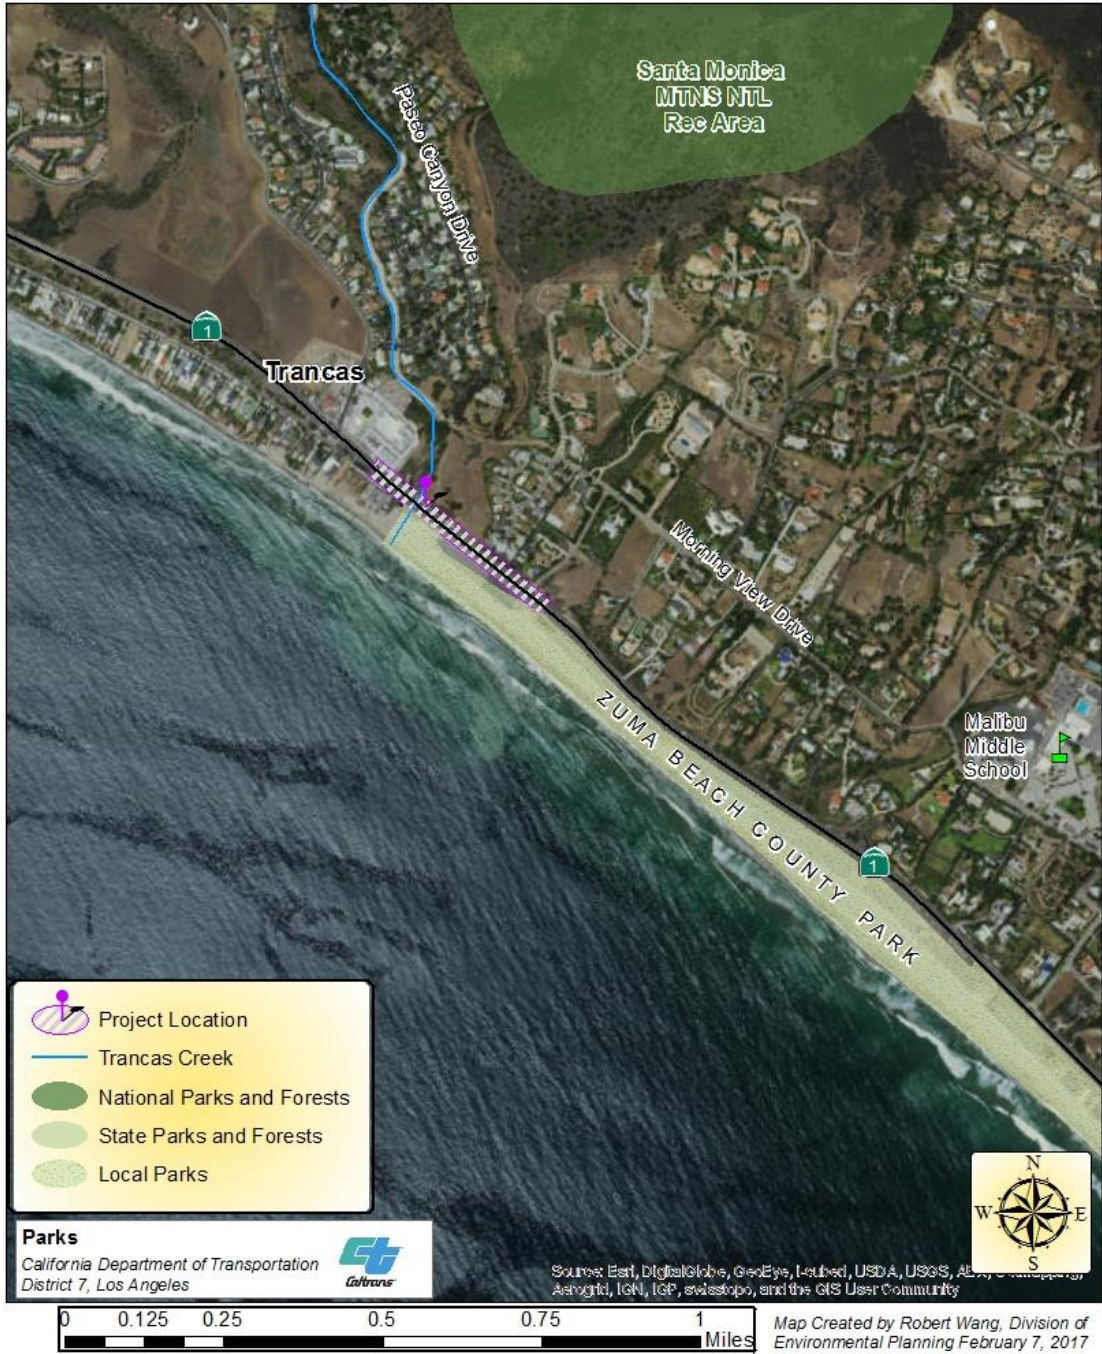 Santa Monica
MTNS NTL
Rec Area
Paseo Canyon Drive
1
Trancas
Morning View Drive
Malibu
Middle
School
ZUMA BEACH COUNTY PARK
1
Project Location
Trancas Creek
National Parks and Forests
State Parks and Forests
Local Parks
N
W
E
S
Parks
California Department of Transportation
District 7, Los Angeles
ct
Caltrans
Source: Esri, DigitalGlobe, GeoEye, i-cubed, USDA, USGS,
Aerogrid, IGN, IGP, swisstopo, and the GIS User Community
0 0.125 0.25 0.5 0.75 1
Miles
Map Created by Robert Wang, Division of
Environmental Planning February 7, 2017